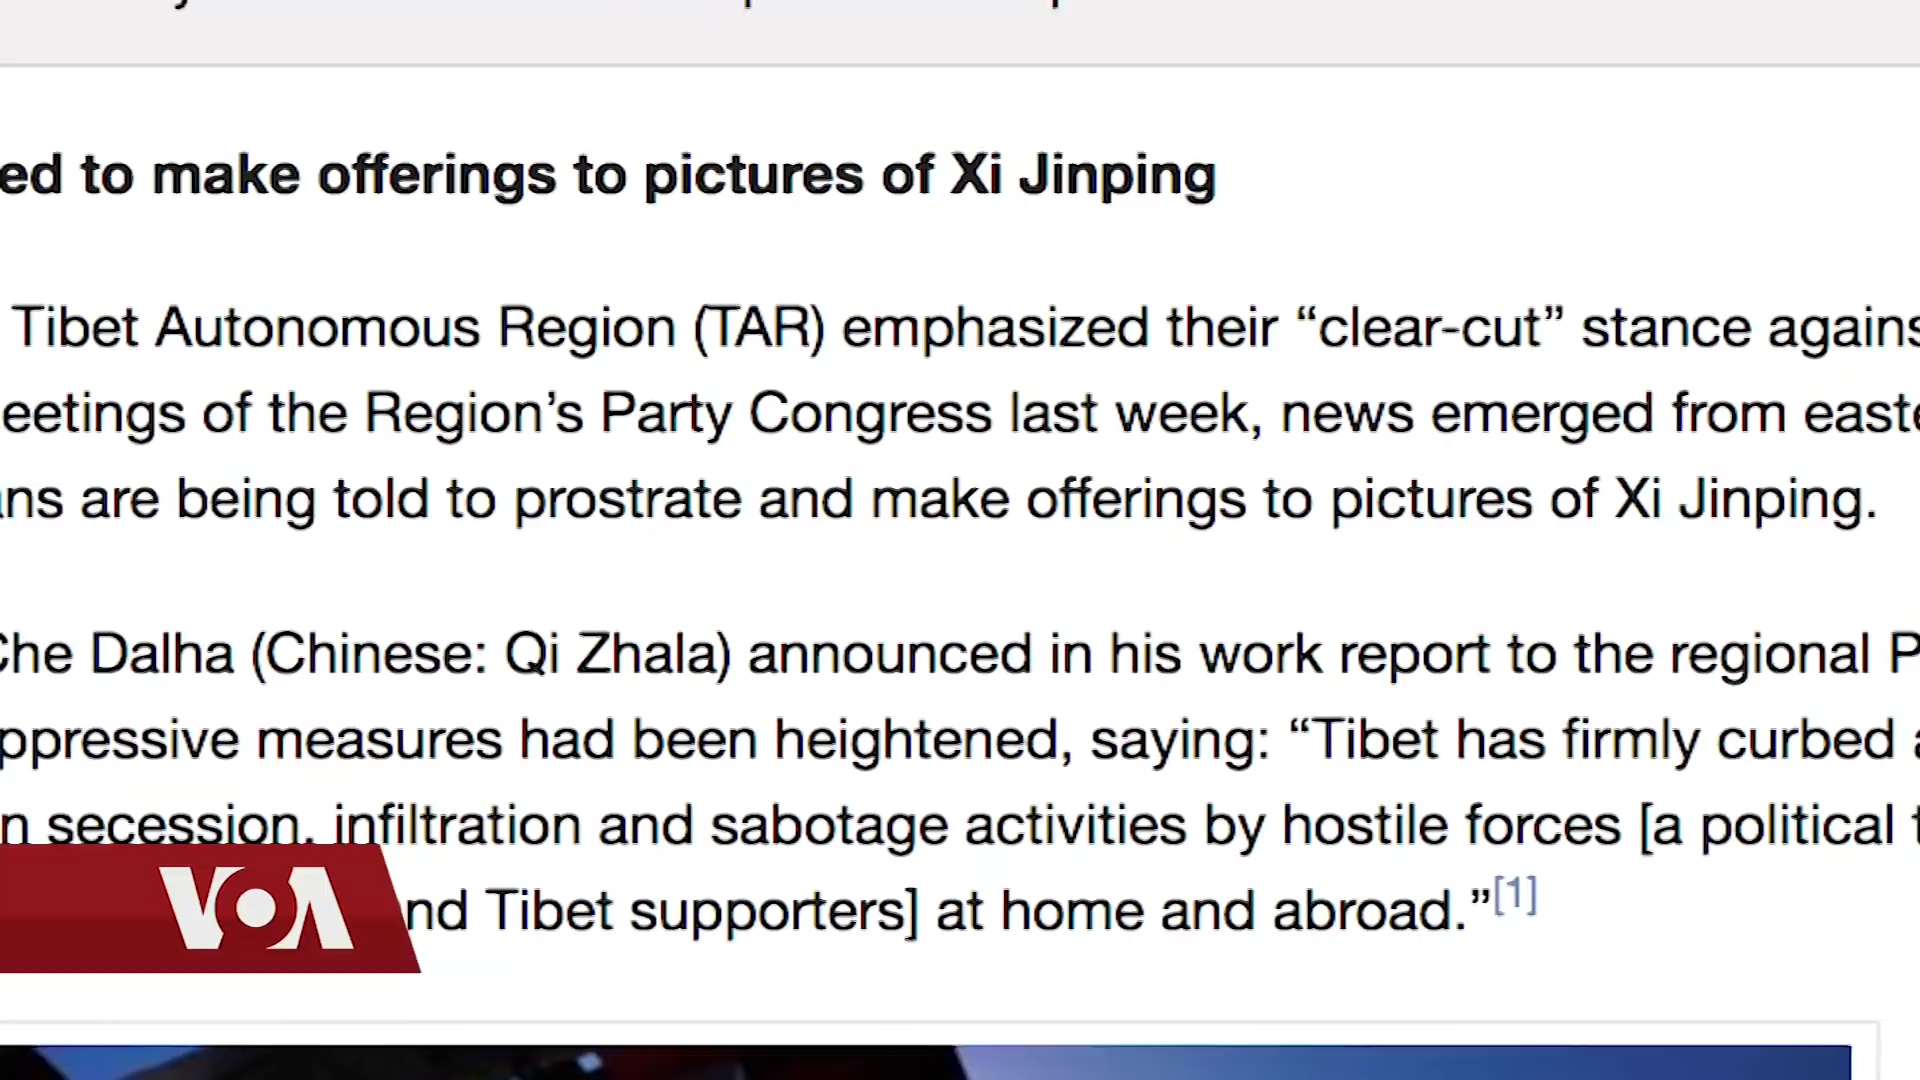 ed to make offerings to pictures of Xi Jinping
Tibet Autonomous Region (TAR) emphasized their “clear-cut” stance agains
eetings of the Region’s Party Congress last week, news emerged from easte
ans are being told to prostrate and make offerings to pictures of Xi Jinping.
Che Dalha (Chinese: Qi Zhala) announced in his work report to the regional P
ppressive measures had been heightened, saying: “Tibet has firmly curbed a
n secession, infiltration and sabotage activities by hostile forces [a political t
nd Tibet supporters] at home and abroad.”[1]
VOA